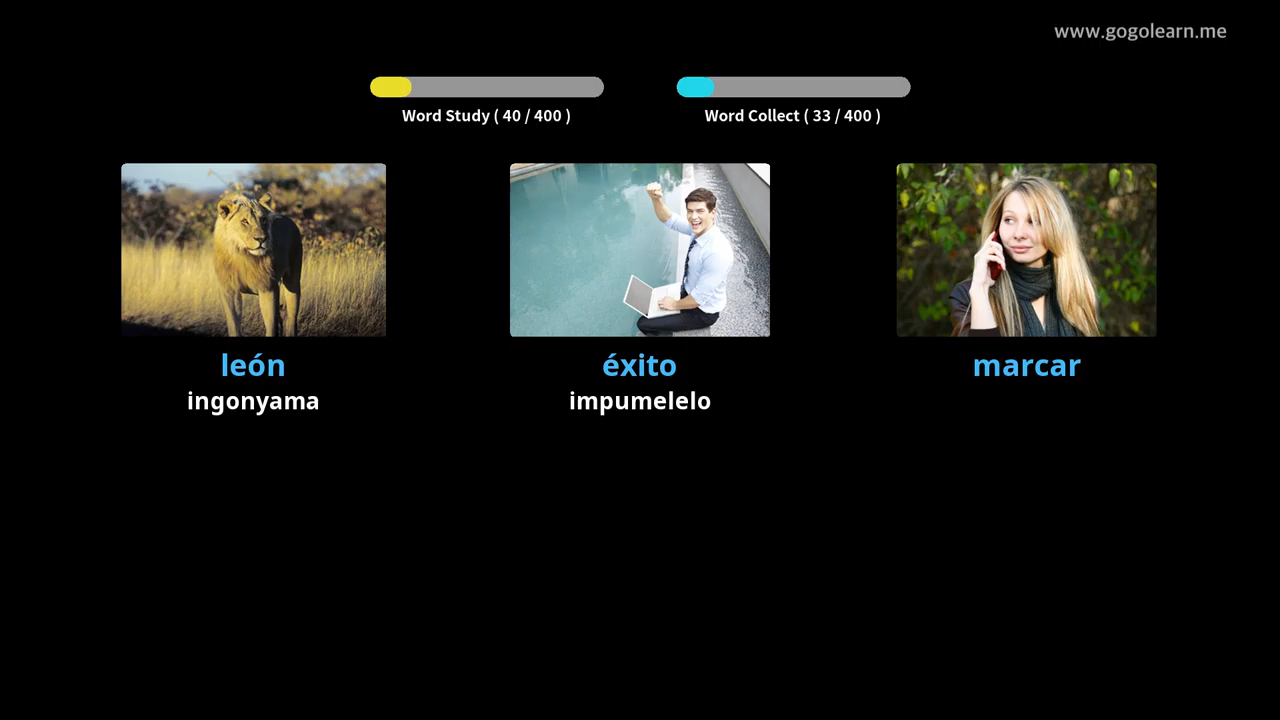 www.gogolearn.me
Word Study ( 40 / 400 )
Word Collect ( 33 / 400 )
león
ingonyama
éxito
impumelelo
marcar